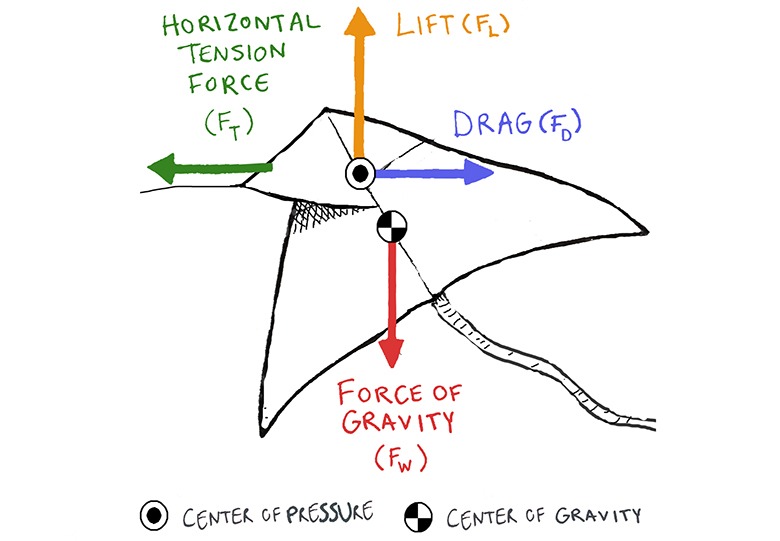 HORIZONTAL
TENSION
FORCE
(F_T)
LIFT (F_L)
DRAG (F_D)
FORCE OF
GRAVITY
(F_W)
CENTER OF PRESSURE
CENTER OF GRAVITY